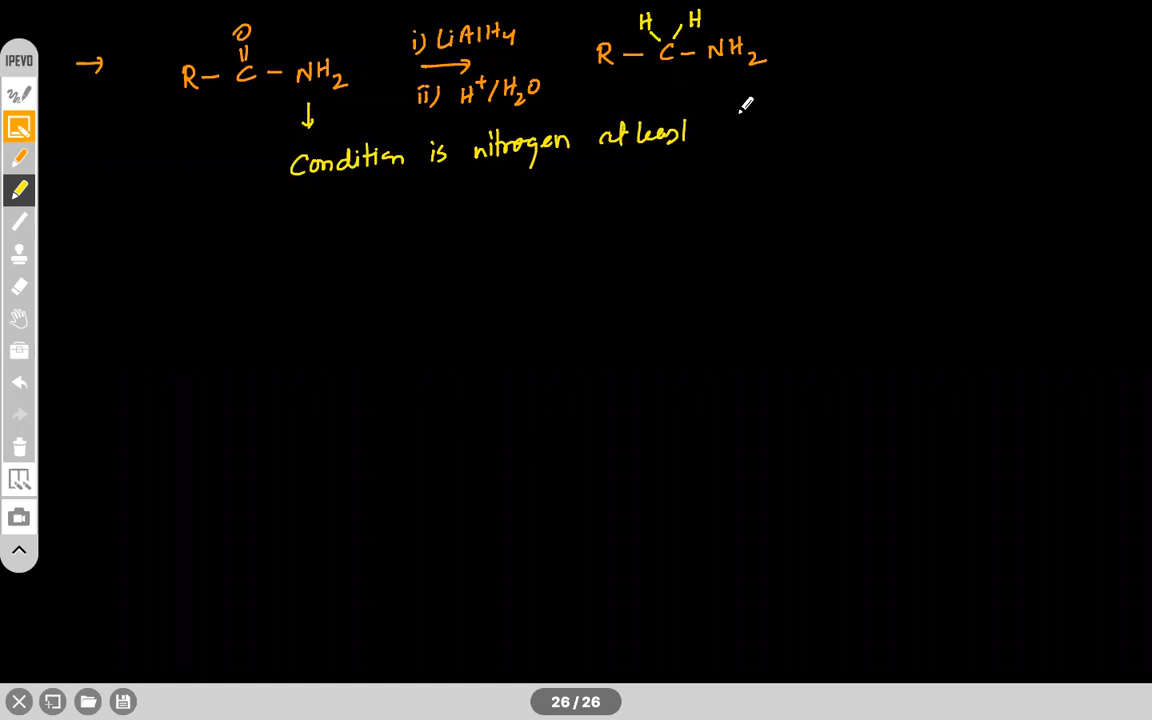 IPEVO
→ R-C(=O)-NH2 i) LiAlH4 → ii) H+/H2O R-C(H)(H)-NH2
↓
Condition is nitrogen at least
26 / 26